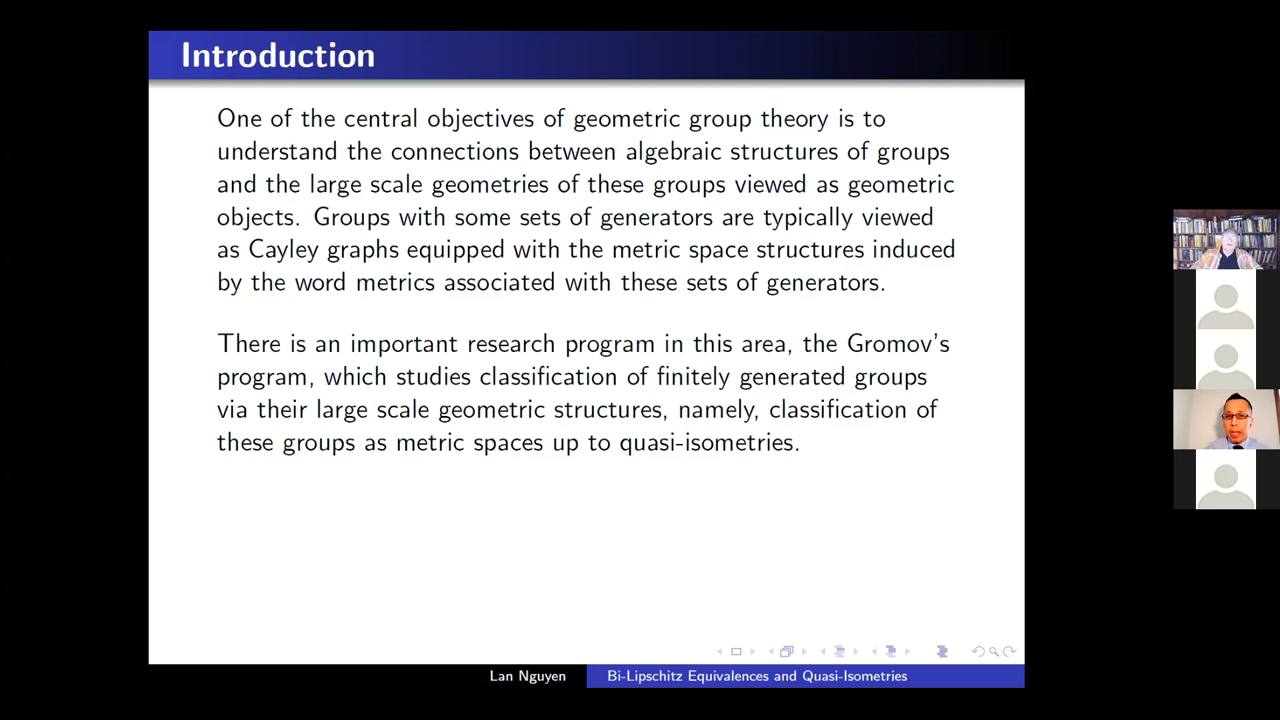 Introduction
One of the central objectives of geometric group theory is to
understand the connections between algebraic structures of groups
and the large scale geometries of these groups viewed as geometric
objects. Groups with some sets of generators are typically viewed
as Cayley graphs equipped with the metric space structures induced
by the word metrics associated with these sets of generators.
There is an important research program in this area, the Gromov's
program, which studies classification of finitely generated groups
via their large scale geometric structures, namely, classification of
these groups as metric spaces up to quasi-isometries.
Lan Nguyen
Bi-Lipschitz Equivalences and Quasi-Isometries